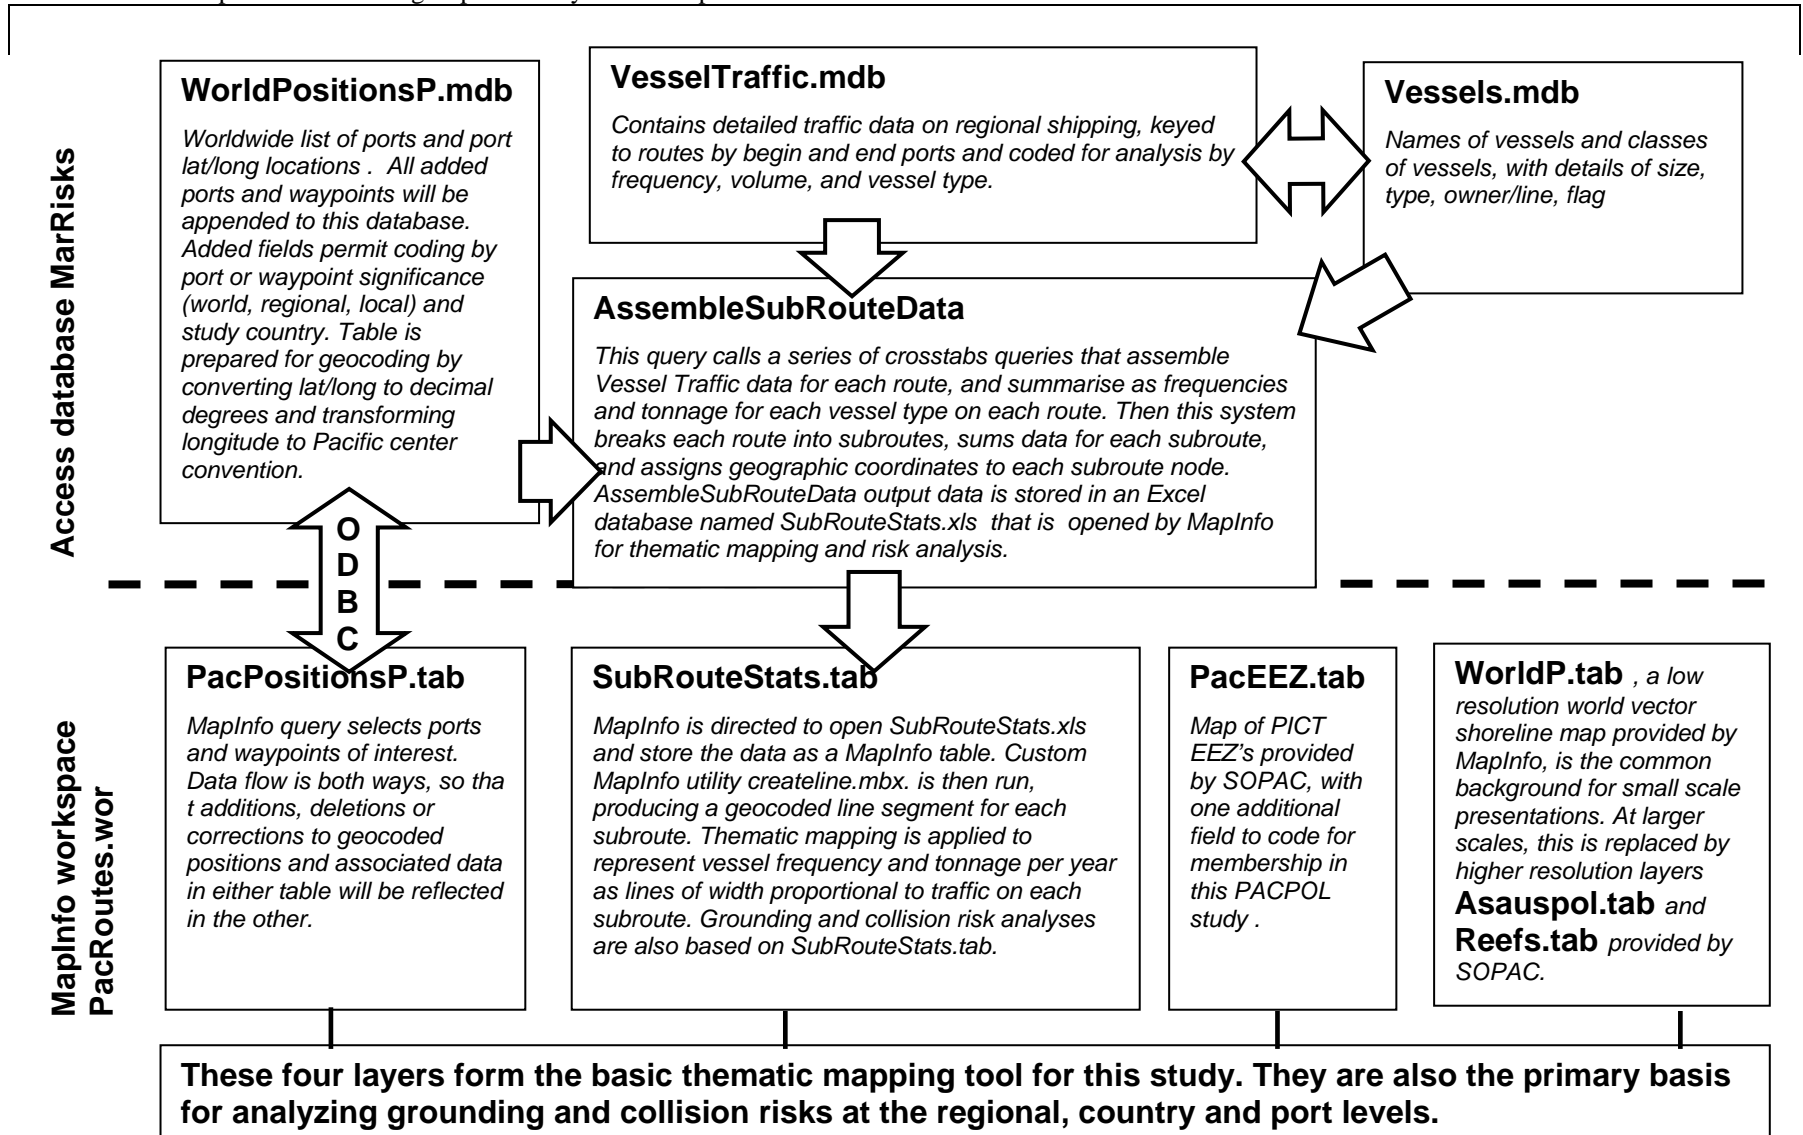 WorldPositionsP.mdb
Worldwide list of ports and port
lat/long locations . All added
ports and waypoints will be
appended to this database.
Added fields permit coding by
port or waypoint significance
(world, regional, local) and
study country. Table is
prepared for geocoding by
converting lat/long to decimal
degrees and transforming
longitude to Pacific center
convention.
VesselTraffic.mdb
Contains detailed traffic data on regional shipping, keyed
to routes by begin and end ports and coded for analysis by
frequency, volume, and vessel type.
Vessels.mdb
Names of vessels and classes
of vessels, with details of size,
type, owner/line, flag
Access database MarRisks
AssembleSubRouteData
This query calls a series of crosstabs queries that assemble
Vessel Traffic data for each route, and summarise as frequencies
and tonnage for each vessel type on each route. Then this system
breaks each route into subroutes, sums data for each subroute,
and assigns geographic coordinates to each subroute node.
AssembleSubRouteData output data is stored in an Excel
database named SubRouteStats.xls that is opened by MapInfo
for thematic mapping and risk analysis.
O
D
B
C
MapInfo workspace
PacRoutes.wor
PacPositionsP.tab
MapInfo query selects ports
and waypoints of interest.
Data flow is both ways, so tha
t additions, deletions or
corrections to geocoded
positions and associated data
in either table will be reflected
in the other.
SubRouteStats.tab
MapInfo is directed to open SubRouteStats.xls
and store the data as a MapInfo table. Custom
MapInfo utility createline.mbx. is then run,
producing a geocoded line segment for each
subroute. Thematic mapping is applied to
represent vessel frequency and tonnage per year
as lines of width proportional to traffic on each
subroute. Grounding and collision risk analyses
are also based on SubRouteStats.tab.
PacEEZ.tab
Map of PICT
EEZ's provided
by SOPAC, with
one additional
field to code for
membership in
this PACPOL
study .
WorldP.tab , a low
resolution world vector
shoreline map provided by
MapInfo, is the common
background for small scale
presentations. At larger
scales, this is replaced by
higher resolution layers
Asauspol.tab and
Reefs.tab provided by
SOPAC.
These four layers form the basic thematic mapping tool for this study. They are also the primary basis
for analyzing grounding and collision risks at the regional, country and port levels.